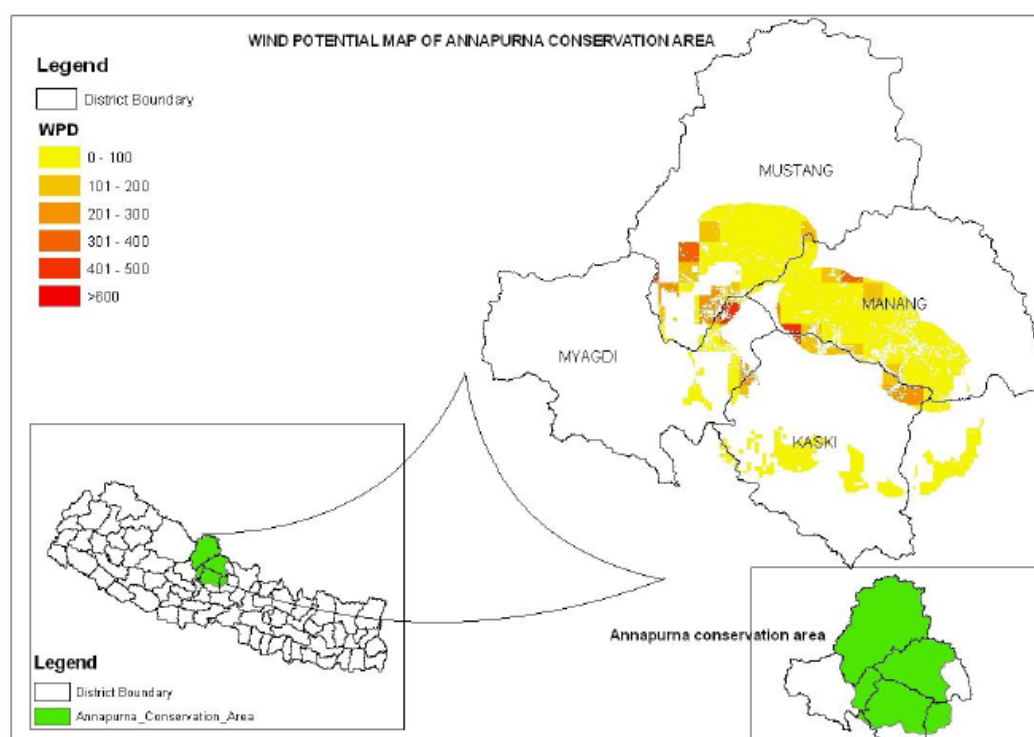 WIND POTENTIAL MAP OF ANNAPURNA CONSERVATION AREA
Legend
District Boundary
WPD
0 - 100
101 - 200
201 - 300
301 - 400
401 - 500
>600
MUSTANG
MANANG
MYAGDI
KASKI
Legend
District Boundary
Annapurna_Conservation_Area
Annapurna conservation area